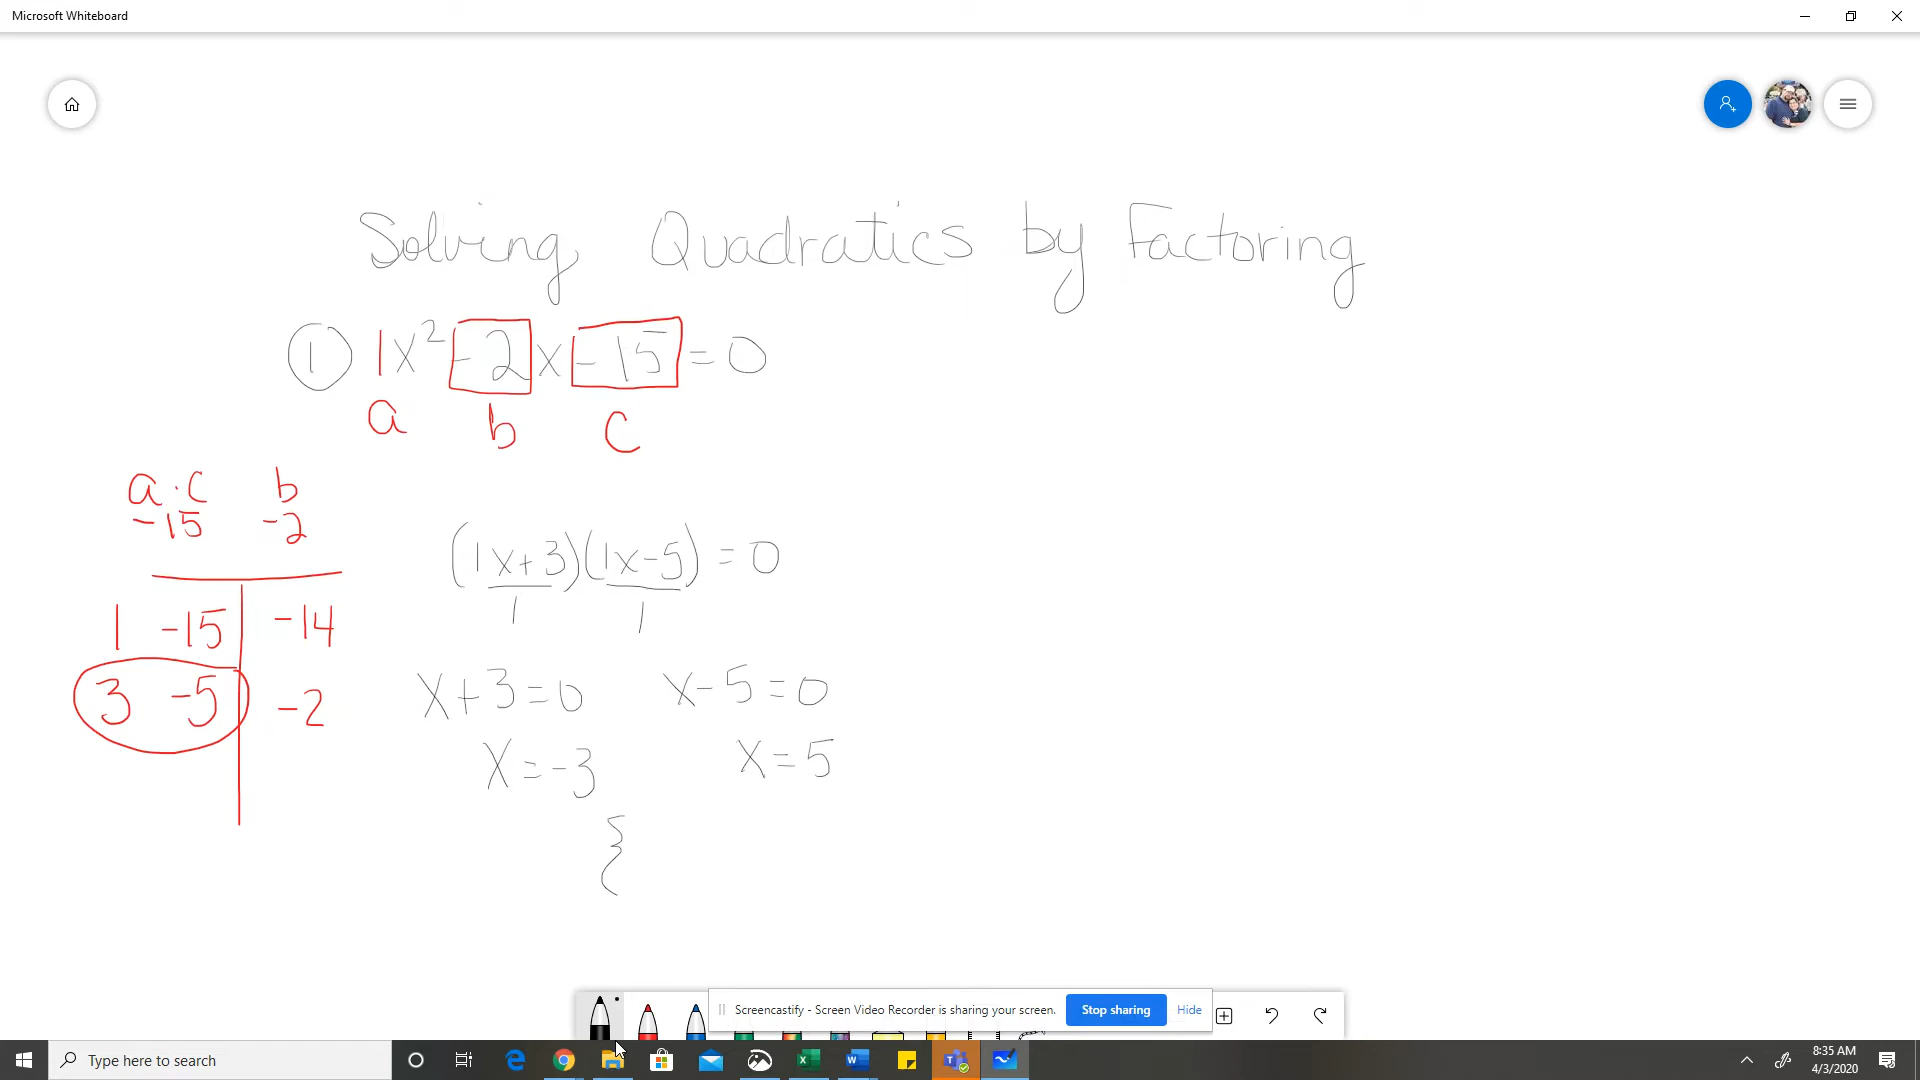 Microsoft Whiteboard
Solving Quadratics by Factoring
① 1x² -2x -15 = 0
a b c
a·c b
-15 -2
(1x+3)(1x-5) = 0
1 1
1 -15 -14
3 -5 -2
x+3=0 x-5=0
x=-3 x=5
{
Screencastify - Screen Video Recorder is sharing your screen. Stop sharing Hide
Type here to search
8:35 AM
4/3/2020